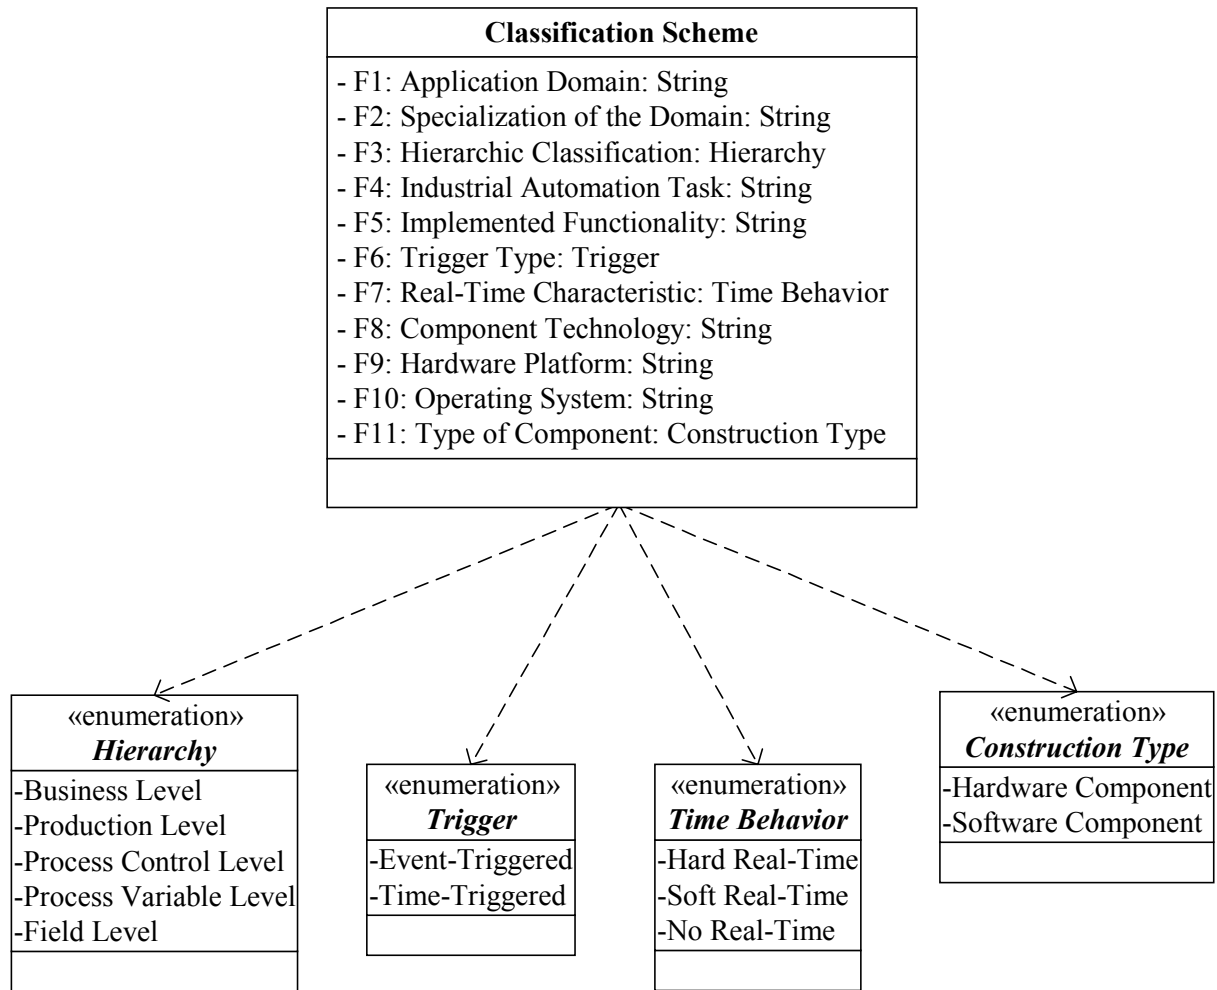 Classification Scheme
- F1: Application Domain: String
- F2: Specialization of the Domain: String
- F3: Hierarchic Classification: Hierarchy
- F4: Industrial Automation Task: String
- F5: Implemented Functionality: String
- F6: Trigger Type: Trigger
- F7: Real-Time Characteristic: Time Behavior
- F8: Component Technology: String
- F9: Hardware Platform: String
- F10: Operating System: String
- F11: Type of Component: Construction Type
«enumeration»
Hierarchy
-Business Level
-Production Level
-Process Control Level
-Process Variable Level
-Field Level
«enumeration»
Trigger
-Event-Triggered
-Time-Triggered
«enumeration»
Time Behavior
-Hard Real-Time
-Soft Real-Time
-No Real-Time
«enumeration»
Construction Type
-Hardware Component
-Software Component